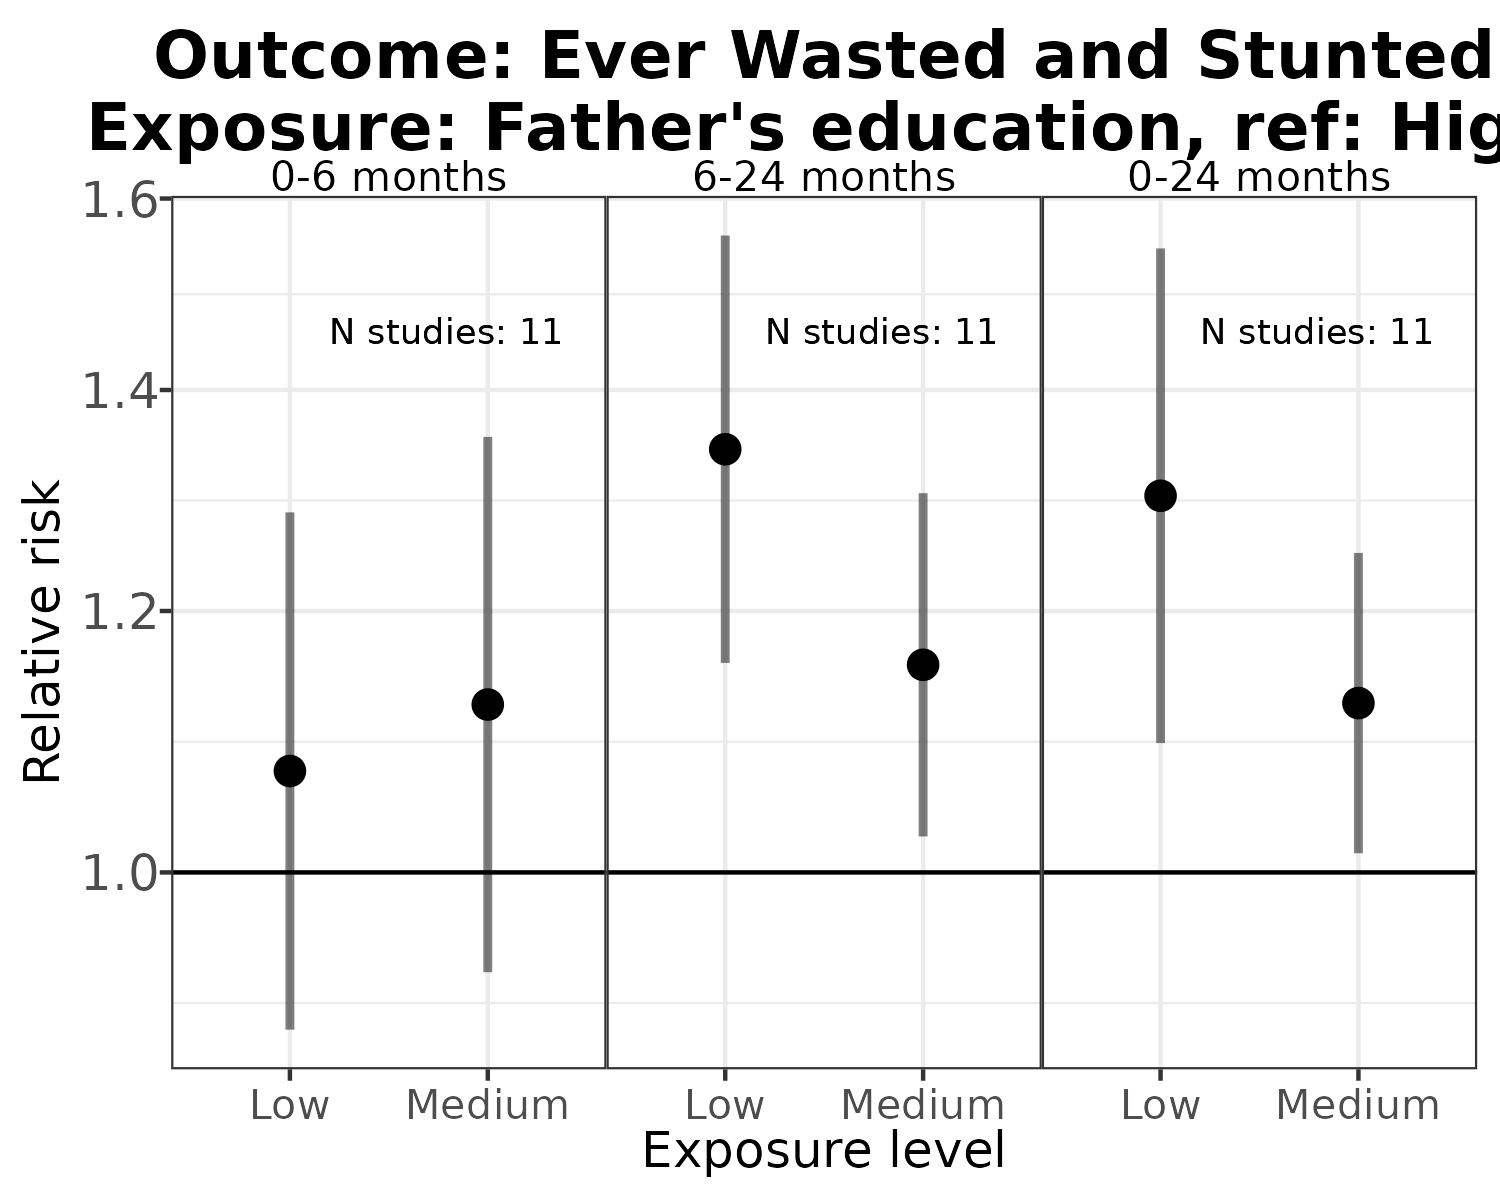 Outcome: Ever Wasted and Stunted
Exposure: Father's education, ref: Hig
0-6 months 6-24 months 0-24 months
1.6
N studies: 11 N studies: 11 N studies: 11
1.4
1.2
1.0
Relative risk
Low Medium Low Medium Low Medium
Exposure level